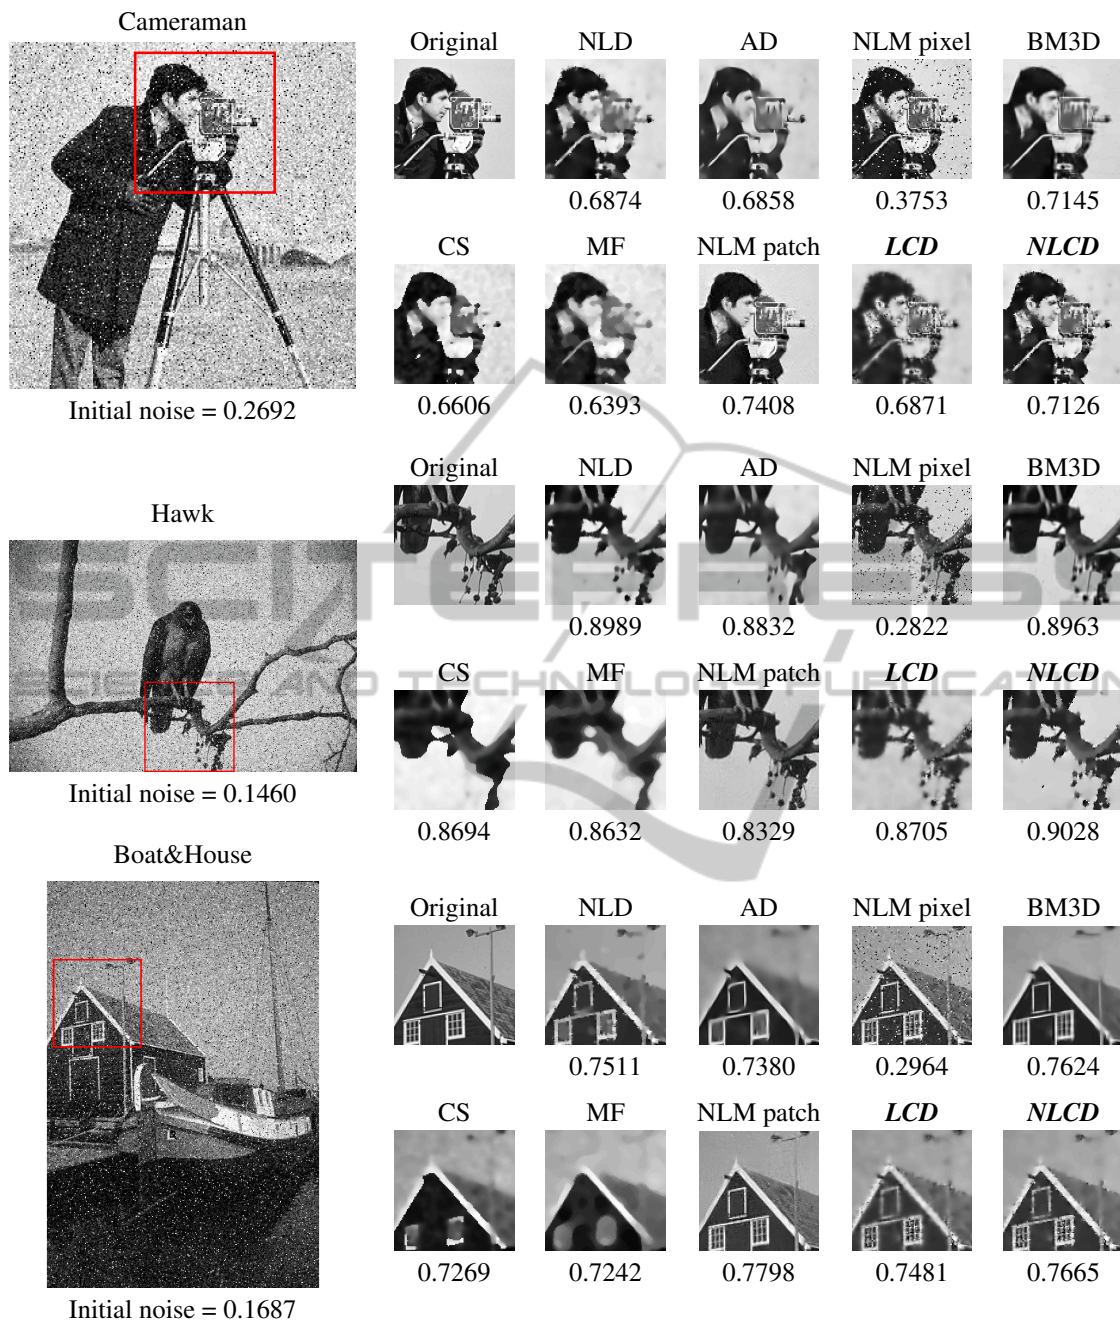 Cameraman
Initial noise = 0.2692
Original NLD AD NLM pixel BM3D
0.6874 0.6858 0.3753 0.7145
CS MF NLM patch LCD NLCD
0.6606 0.6393 0.7408 0.6871 0.7126
Hawk
Initial noise = 0.1460
Original NLD AD NLM pixel BM3D
0.8989 0.8832 0.2822 0.8963
CS MF NLM patch LCD NLCD
0.8694 0.8632 0.8329 0.8705 0.9028
Boat&House
Initial noise = 0.1687
Original NLD AD NLM pixel BM3D
0.7511 0.7380 0.2964 0.7624
CS MF NLM patch LCD NLCD
0.7269 0.7242 0.7798 0.7481 0.7665
SCITEPRESS
SCIENCE AND TECHNOLOGY PUBLICATION